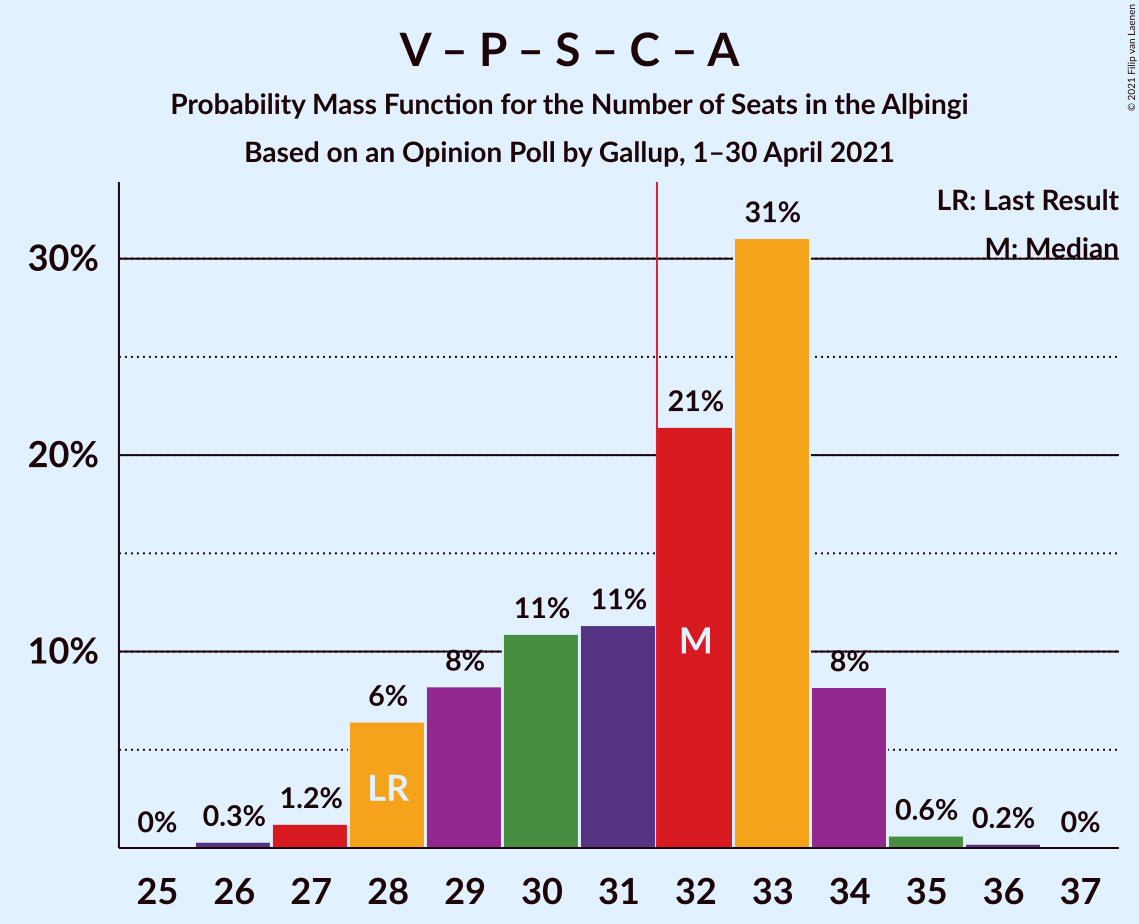 V – P – S – C – A
Probability Mass Function for the Number of Seats in the Alþingi
Based on an Opinion Poll by Gallup, 1–30 April 2021
© 2021 Filip van Laenen
LR: Last Result
M: Median
30%
20%
10%
0%
0.3%
1.2%
6%
8%
11%
11%
21%
31%
8%
0.6%
0.2%
0%
LR
M
25 26 27 28 29 30 31 32 33 34 35 36 37